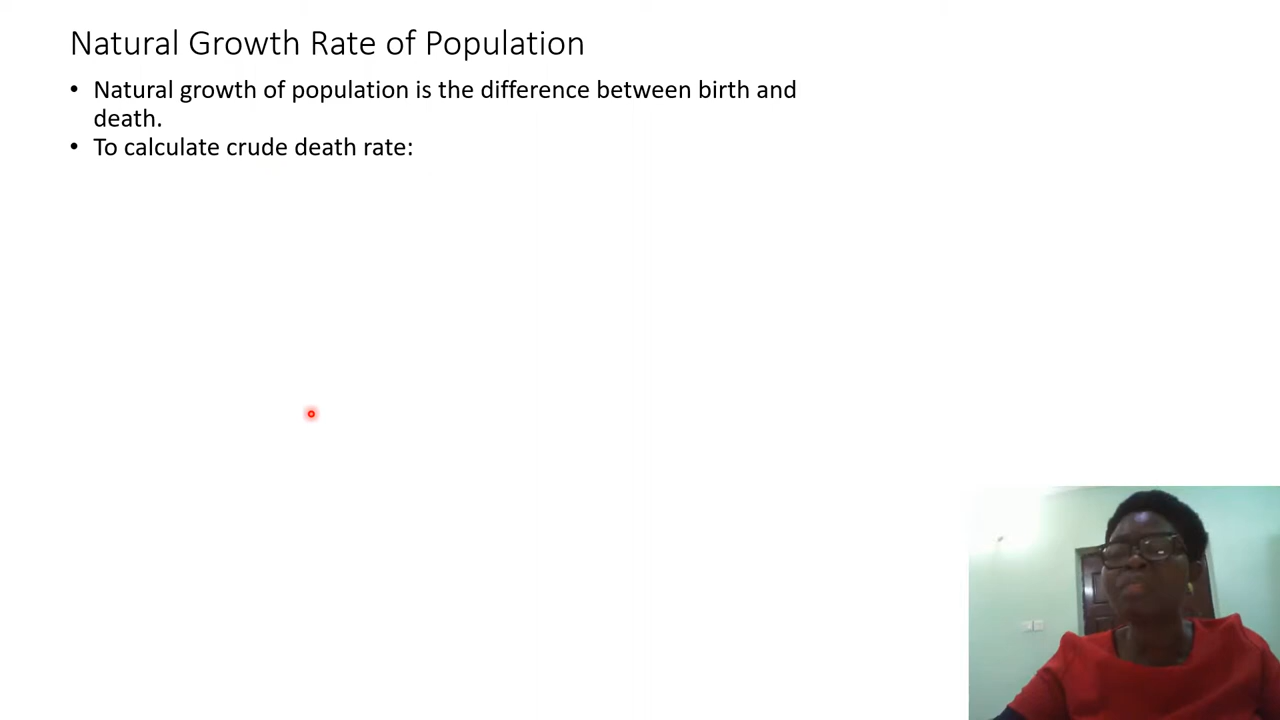 Natural Growth Rate of Population
• Natural growth of population is the difference between birth and
death.
• To calculate crude death rate: